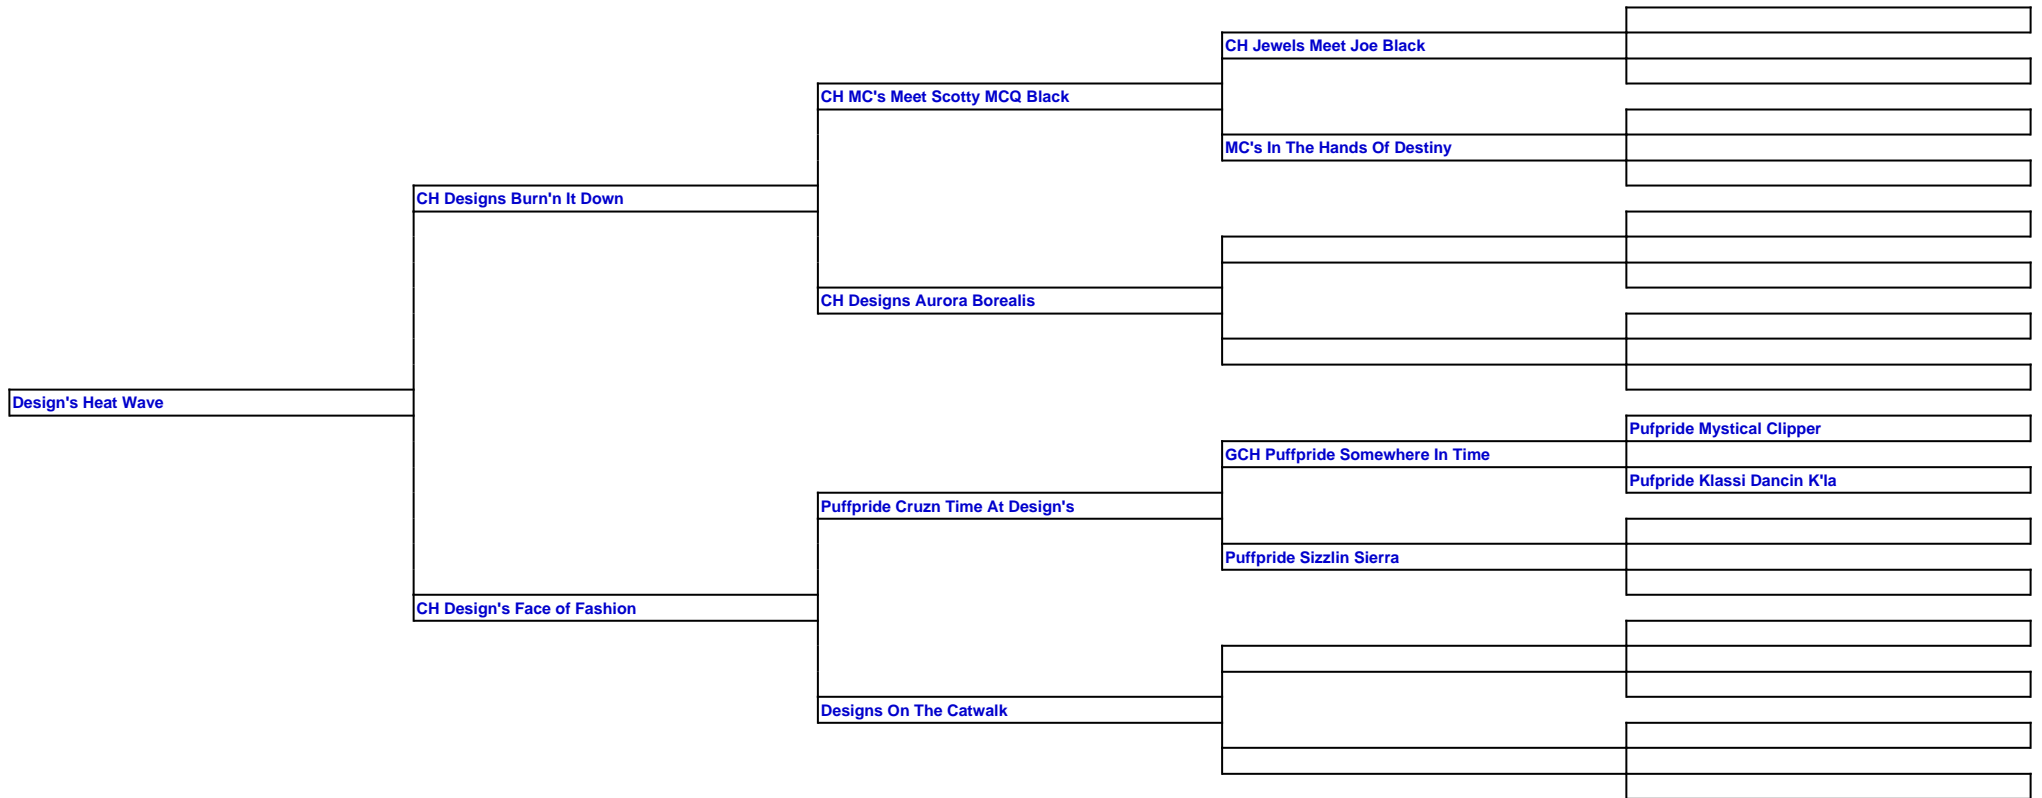 CH Jewels Meet Joe Black
CH MC's Meet Scotty MCQ Black
MC's In The Hands Of Destiny
CH Designs Burn'n It Down
CH Designs Aurora Borealis
Design's Heat Wave
Pufpride Mystical Clipper
GCH Puffpride Somewhere In Time
Pufpride Klassi Dancin K'la
Puffpride Cruzn Time At Design's
Puffpride Sizzlin Sierra
CH Design's Face of Fashion
Designs On The Catwalk